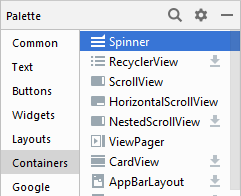 Palette
Common
Text
Buttons
Widgets
Layouts
Containers
Google
Spinner
RecyclerView
ScrollView
HorizontalScrollView
NestedScrollView
ViewPager
CardView
AppBarLayout